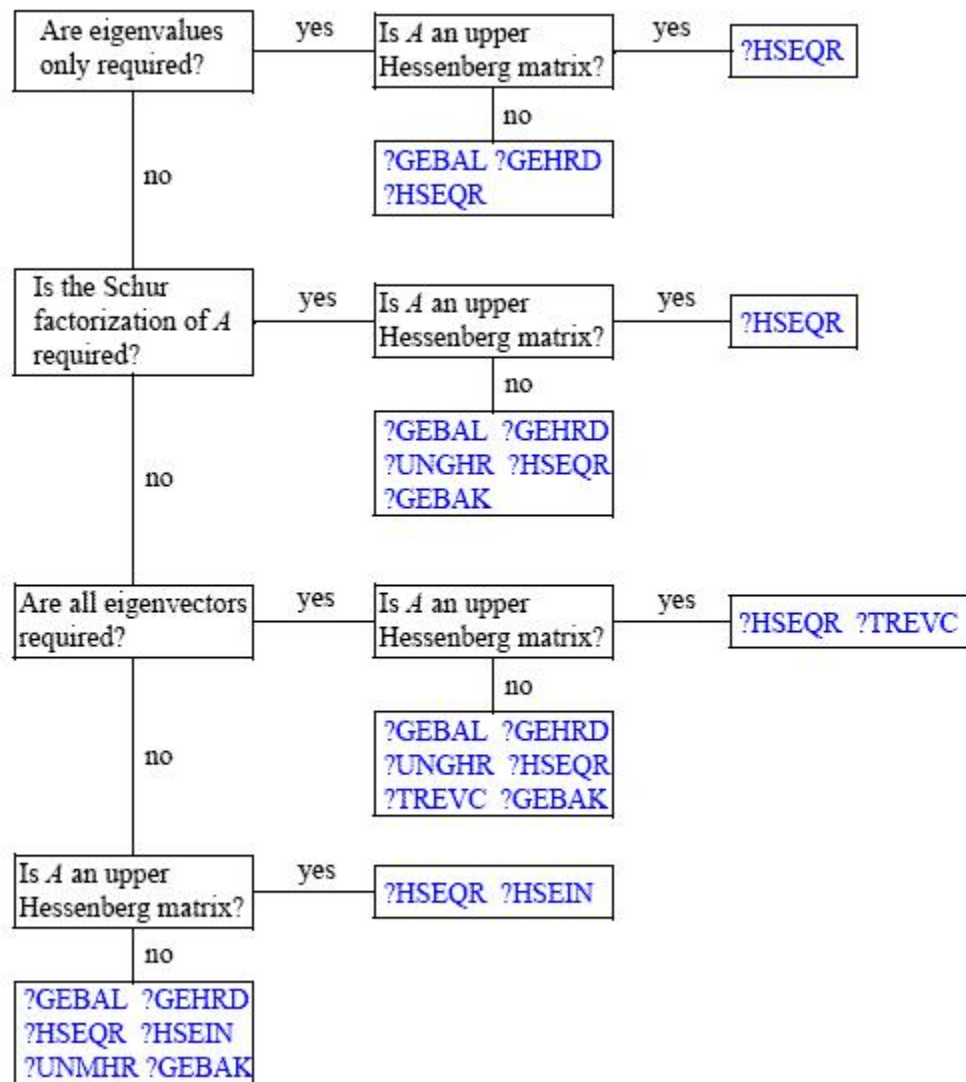 Are eigenvalues
only required?
yes
Is A an upper
Hessenberg matrix?
yes
?HSEQR
no
?GEBAL ?GEHRD
?HSEQR
no
Is the Schur
factorization of A
required?
yes
Is A an upper
Hessenberg matrix?
yes
?HSEQR
no
?GEBAL ?GEHRD
?UNGHR ?HSEQR
?GEBAK
no
Are all eigenvectors
required?
yes
Is A an upper
Hessenberg matrix?
yes
?HSEQR ?TREVC
no
?GEBAL ?GEHRD
?UNGHR ?HSEQR
?TREVC ?GEBAK
no
Is A an upper
Hessenberg matrix?
yes
?HSEQR ?HSEIN
no
?GEBAL ?GEHRD
?HSEQR ?HSEIN
?UNMHR ?GEBAK